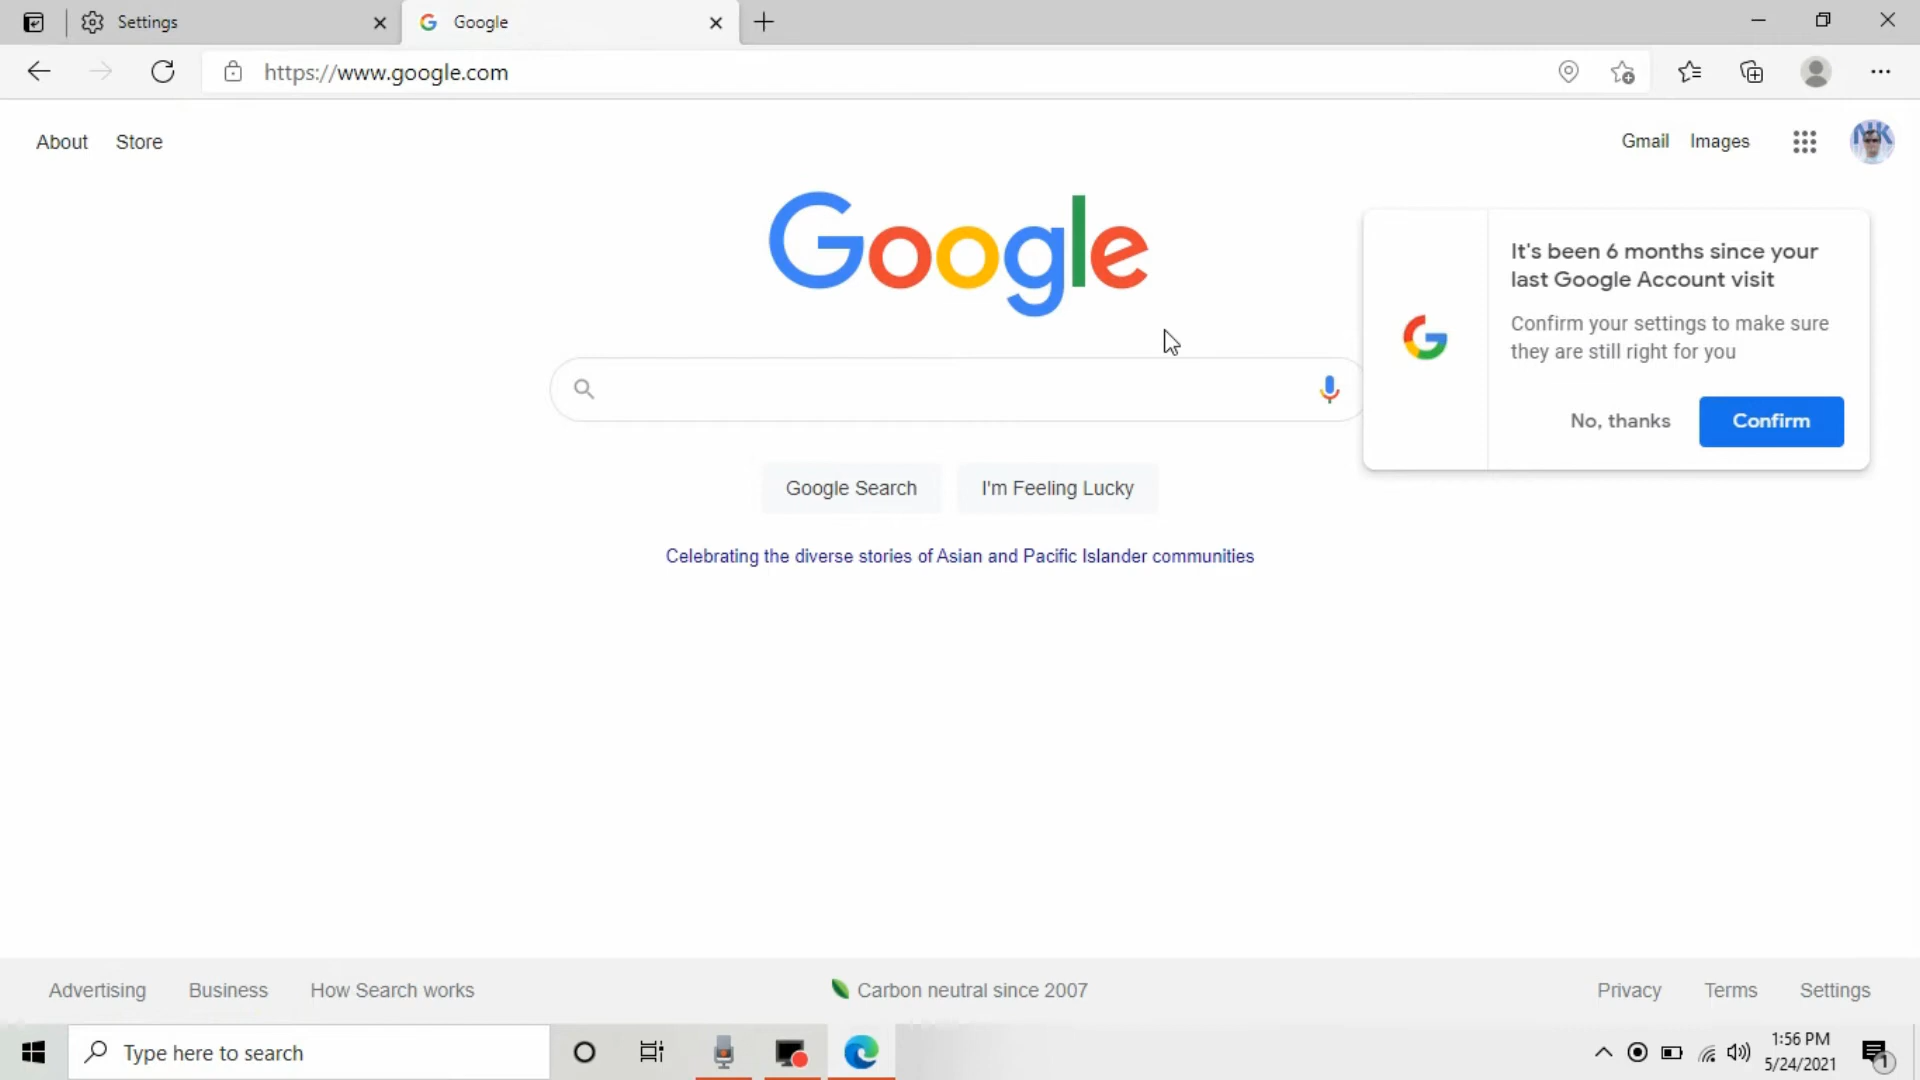 Settings
Google
https://www.google.com
About Store
Gmail Images
Google
It's been 6 months since your
last Google Account visit
Confirm your settings to make sure
they are still right for you
No, thanks Confirm
Google Search I'm Feeling Lucky
Celebrating the diverse stories of Asian and Pacific Islander communities
Advertising Business How Search works
Carbon neutral since 2007
Privacy Terms Settings
Type here to search
1:56 PM
5/24/2021
1